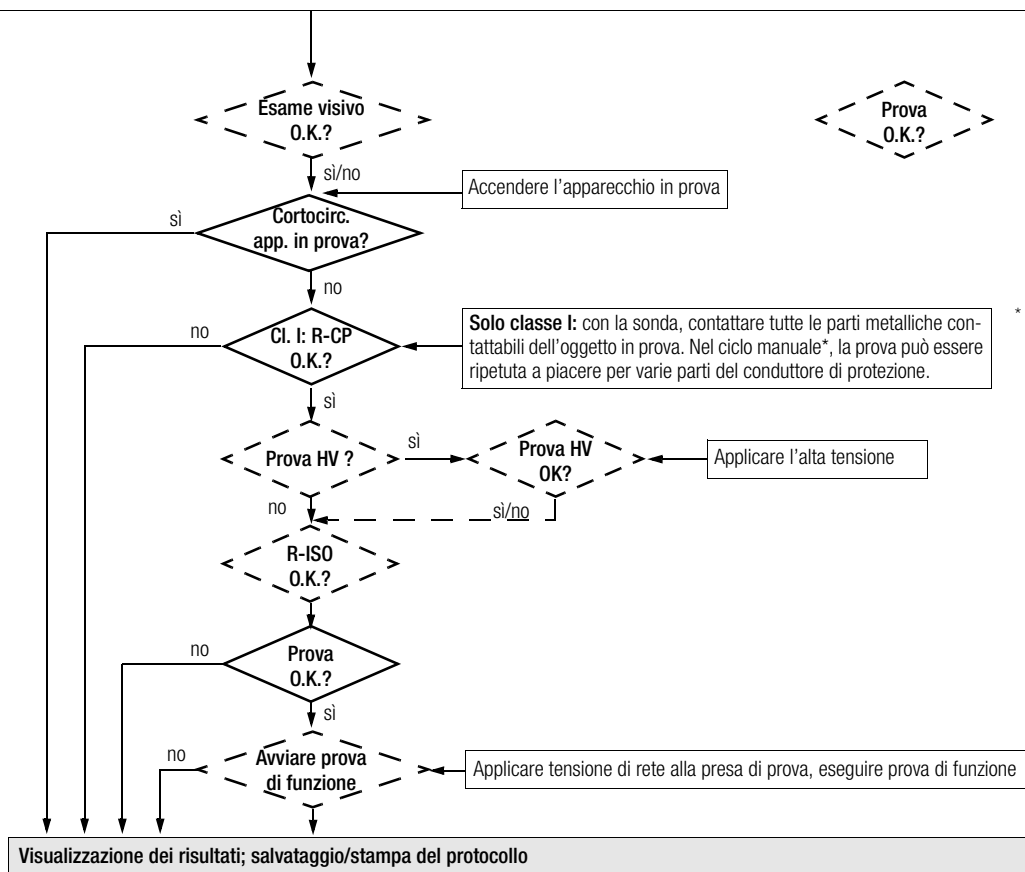 Esame visivo
O.K.?
Prova
O.K.?
sì/no
Accendere l'apparecchio in prova
sì
Cortocirc.
app. in prova?
no
no
Cl. I: R-CP
O.K.?
Solo classe I: con la sonda, contattare tutte le parti metalliche con-
tattabili dell'oggetto in prova. Nel ciclo manuale*, la prova può essere
ripetuta a piacere per varie parti del conduttore di protezione.
*
sì
Prova HV ?
sì
Prova HV
OK?
Applicare l'alta tensione
no
sì/no
R-ISO
O.K.?
no
Prova
O.K.?
sì
no
Avviare prova
di funzione
Applicare tensione di rete alla presa di prova, eseguire prova di funzione
Visualizzazione dei risultati; salvataggio/stampa del protocollo